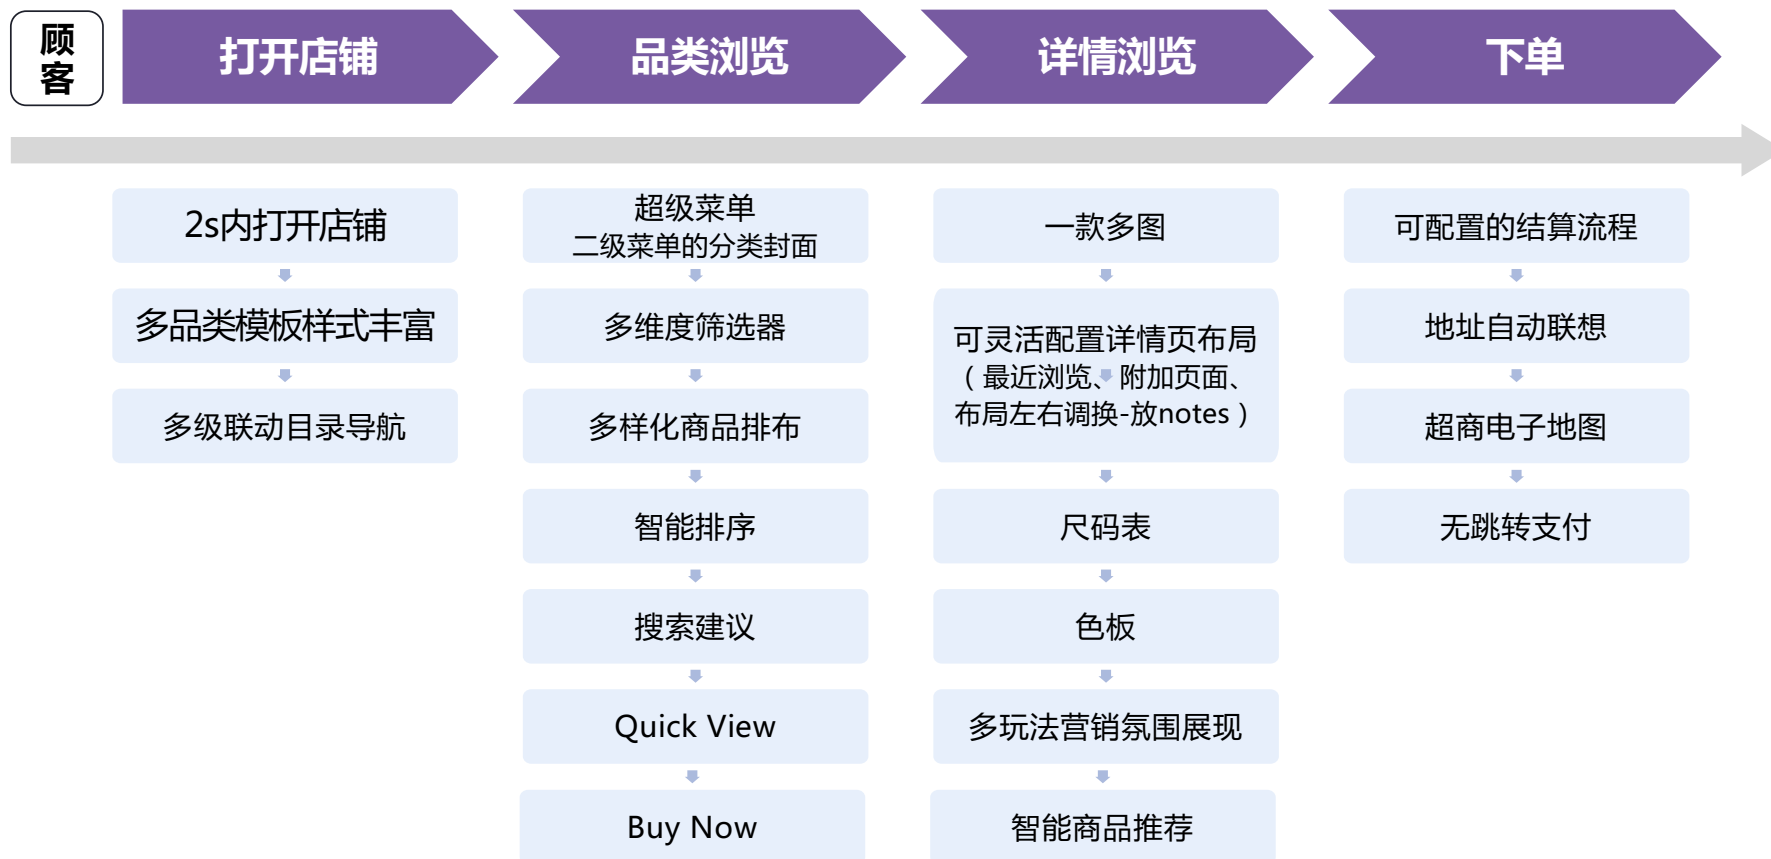 顾
客
打开店铺
品类浏览
详情浏览
下单
2s内打开店铺
多品类模板样式丰富
多级联动目录导航
超级菜单
二级菜单的分类封面
多维度筛选器
多样化商品排布
智能排序
搜索建议
Quick View
Buy Now
一款多图
可灵活配置详情页布局
（最近浏览、附加页面、
布局左右调换-放notes）
尺码表
色板
多玩法营销氛围展现
智能商品推荐
可配置的结算流程
地址自动联想
超商电子地图
无跳转支付